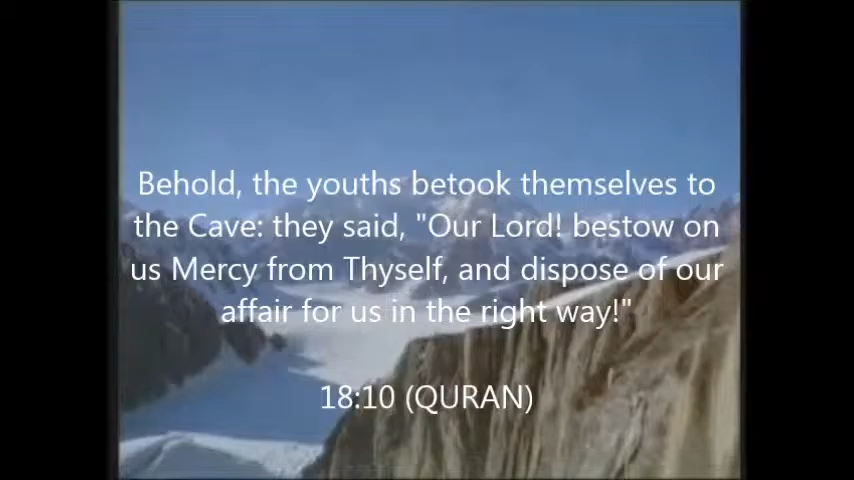 Behold, the youths betook themselves to
the Cave: they said, "Our Lord! bestow on
us Mercy from Thyself, and dispose of our
affair for us in the right way!"
18:10 (QURAN)